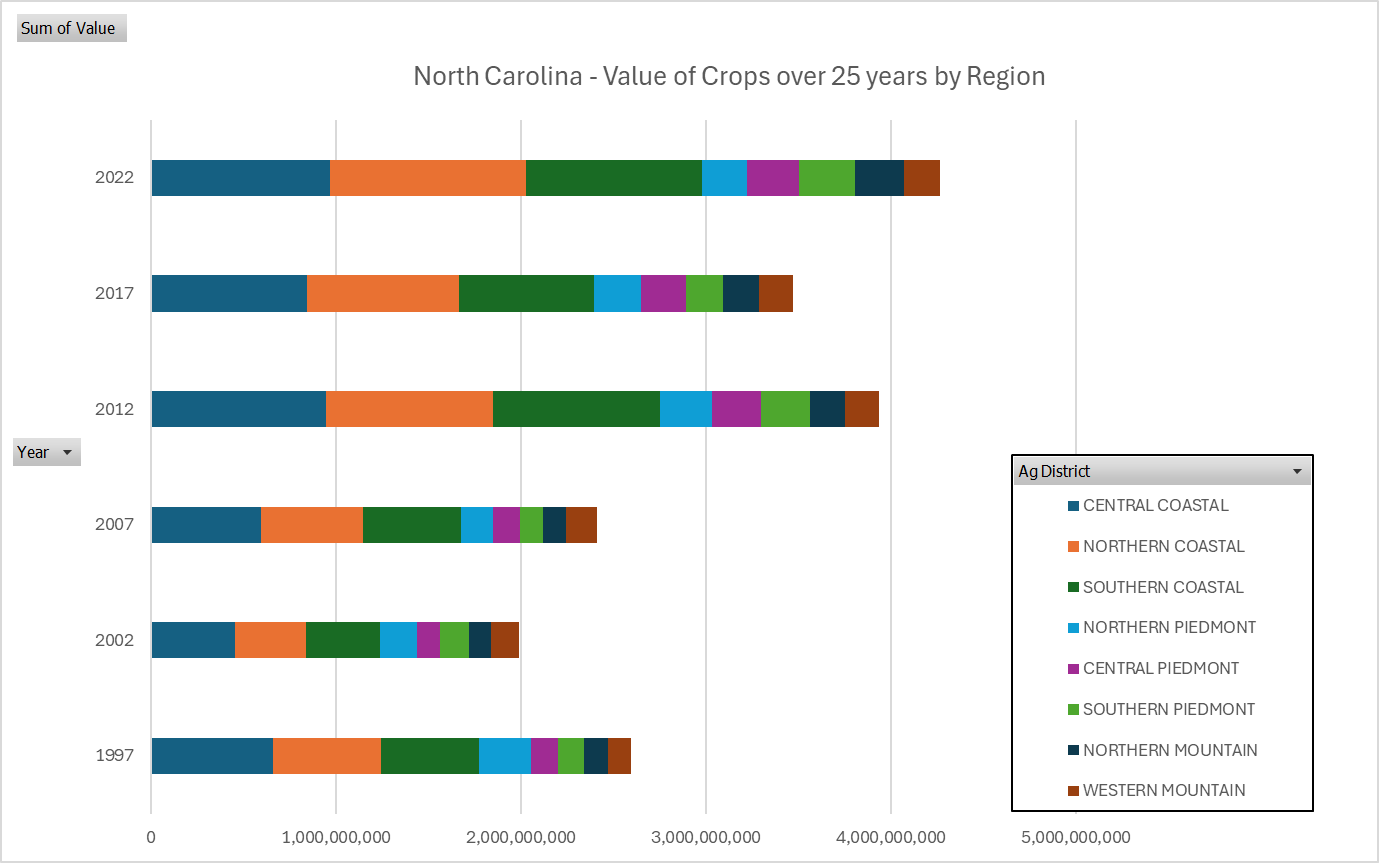 Sum of Value
North Carolina - Value of Crops over 25 years by Region
2022
2017
2012
Year
2007
2002
1997
0 1,000,000,000 2,000,000,000 3,000,000,000 4,000,000,000 5,000,000,000
Ag District
CENTRAL COASTAL
NORTHERN COASTAL
SOUTHERN COASTAL
NORTHERN PIEDMONT
CENTRAL PIEDMONT
SOUTHERN PIEDMONT
NORTHERN MOUNTAIN
WESTERN MOUNTAIN